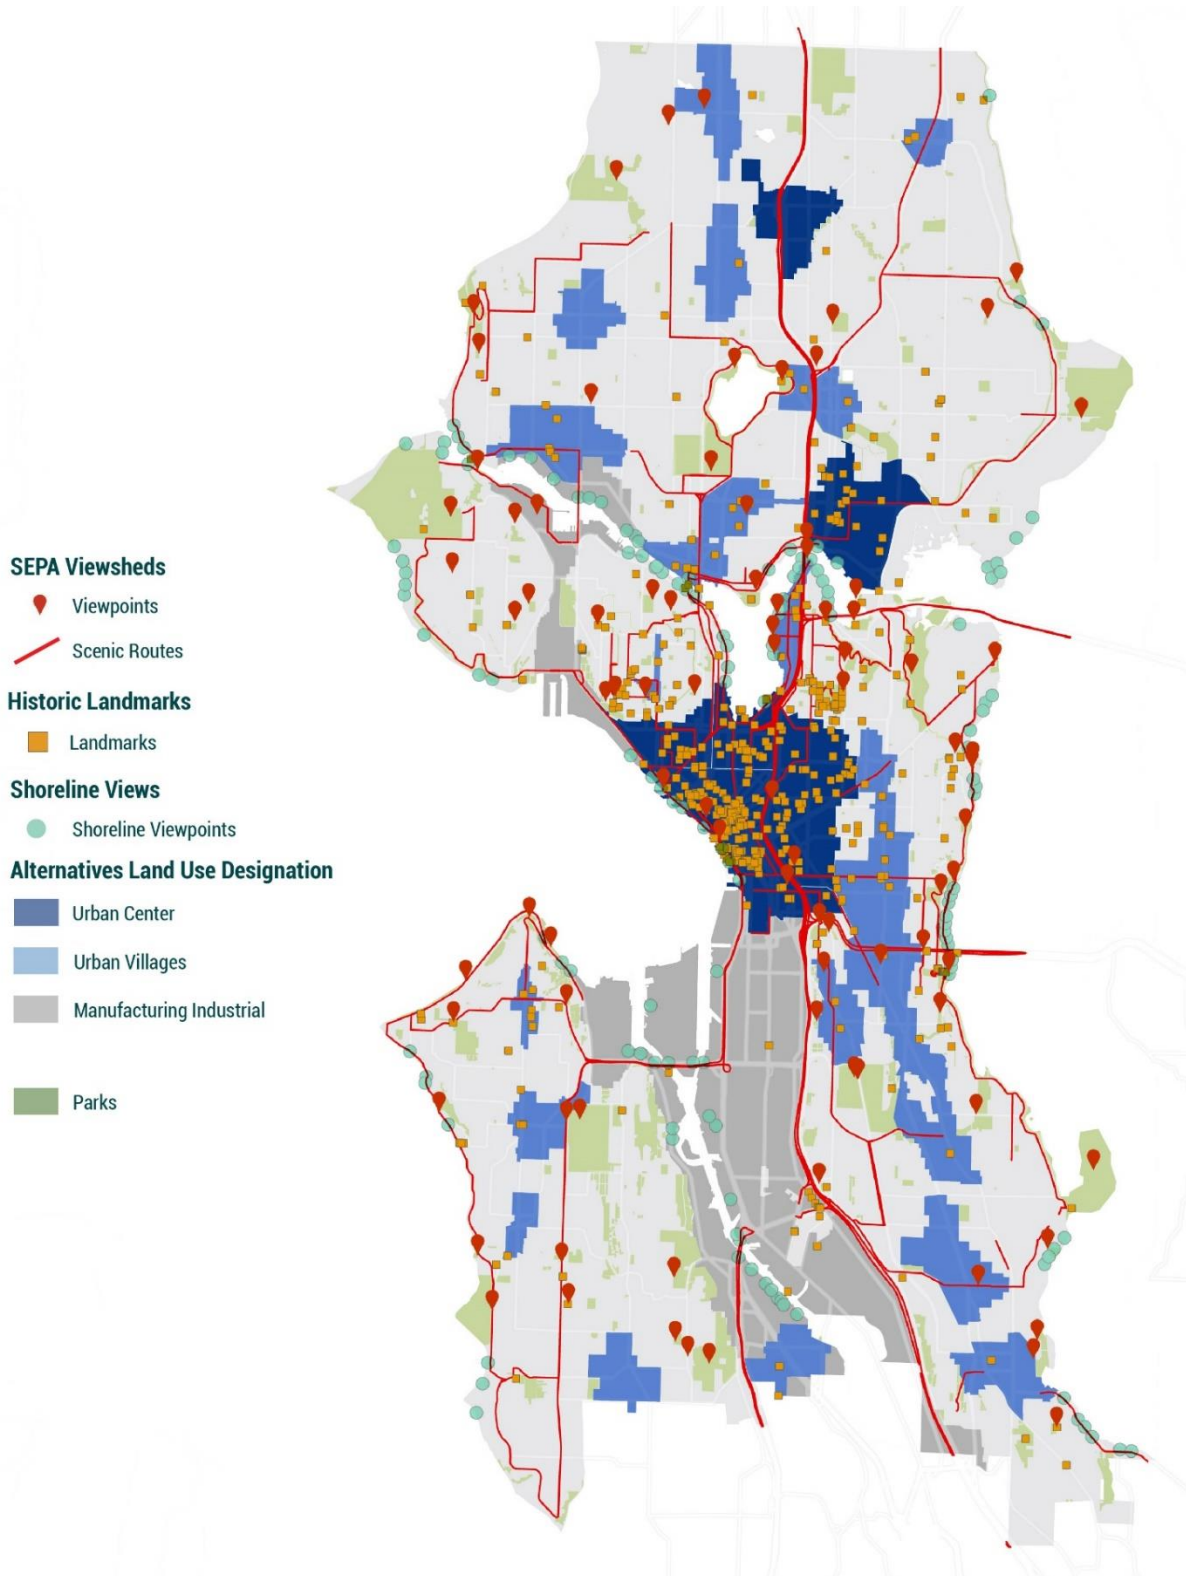 SEPA Viewsheds
Viewpoints
Scenic Routes
Historic Landmarks
Landmarks
Shoreline Views
Shoreline Viewpoints
Alternatives Land Use Designation
Urban Center
Urban Villages
Manufacturing Industrial
Parks